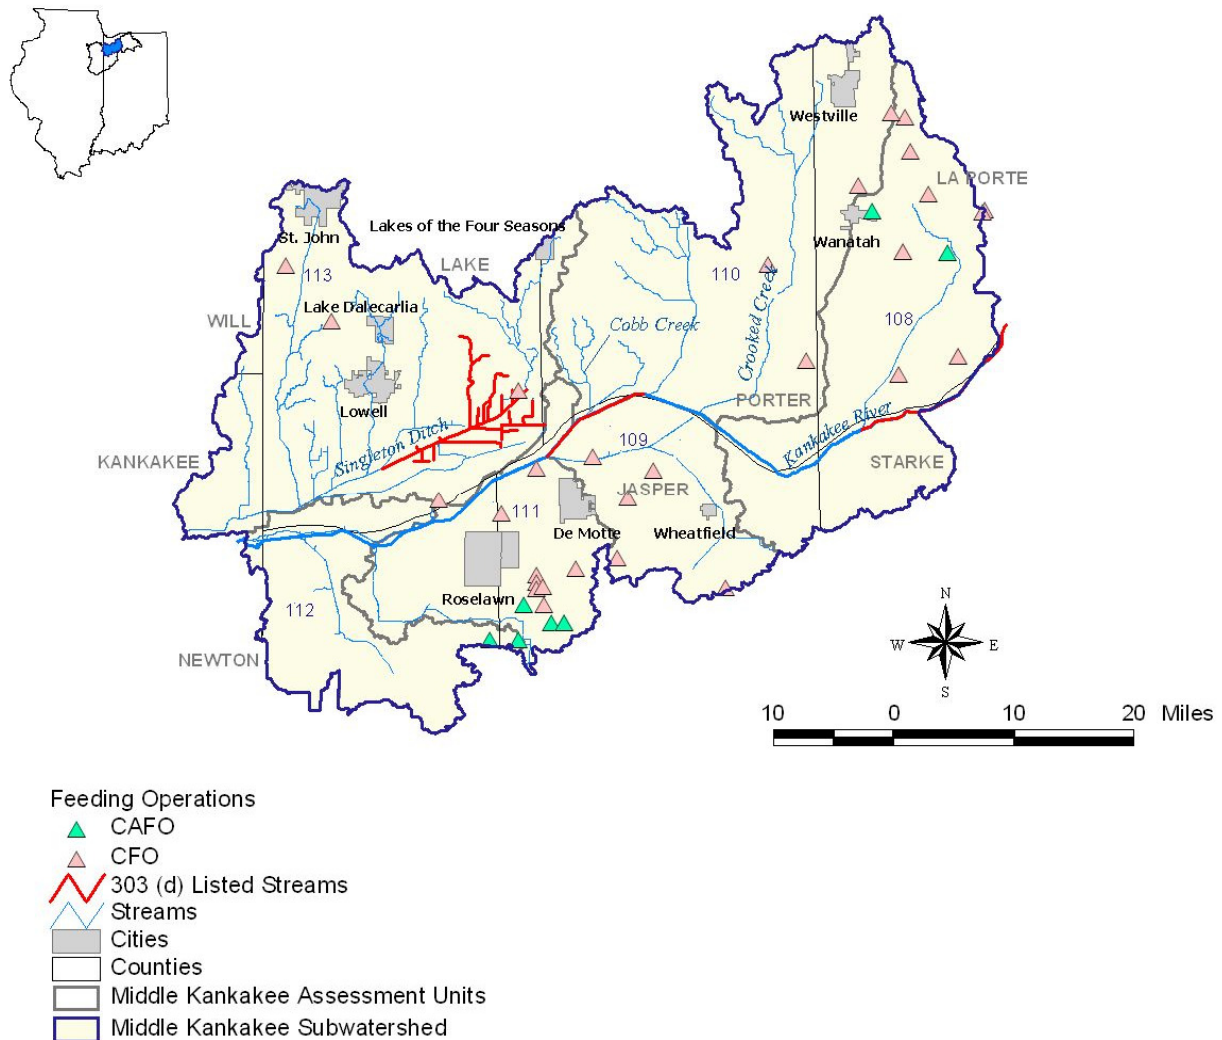 Westville
LA PORTE
Lakes of the Four Seasons
St. John
Wanatah
LAKE
113
110
Lake Dalecarlia
WILL
108
Cobb Creek
Crooked Creek
PORTER
Lowell
Singleton Ditch
109
Kankakee River
KANKAKEE
STARKE
JASPER
111
De Motte
Wheatfield
Roselawn
112
NEWTON
N
W
E
S
10 0 10 20 Miles
Feeding Operations
CAFO
CFO
303 (d) Listed Streams
Streams
Cities
Counties
Middle Kankakee Assessment Units
Middle Kankakee Subwatershed